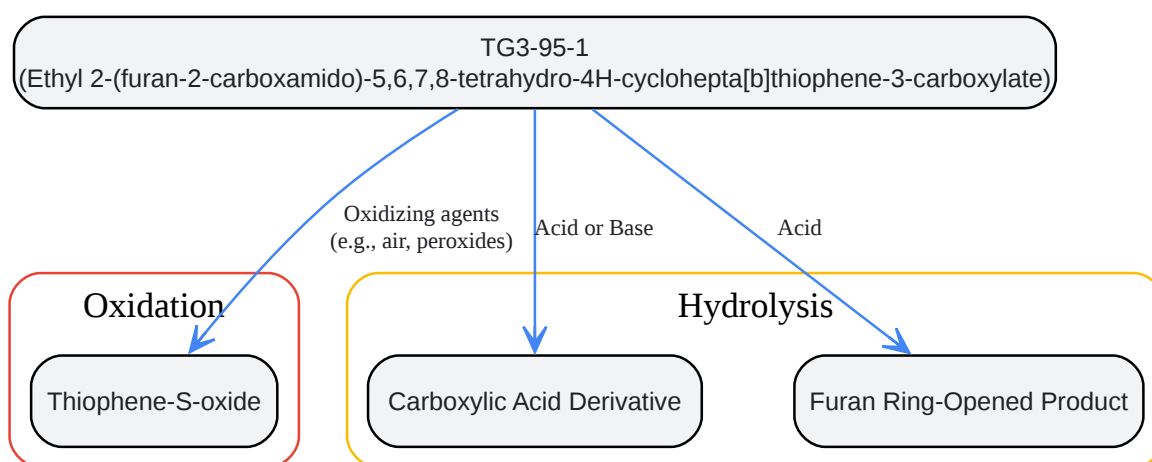 TG3-95-1
(Ethyl 2-(furan-2-carboxamido)-5,6,7,8-tetrahydro-4H-cyclohepta[b]thiophene-3-carboxylate)
Oxidizing agents
(e.g., air, peroxides)
Acid or Base
Acid
Oxidation
Hydrolysis
Thiophene-S-oxide
Carboxylic Acid Derivative
Furan Ring-Opened Product